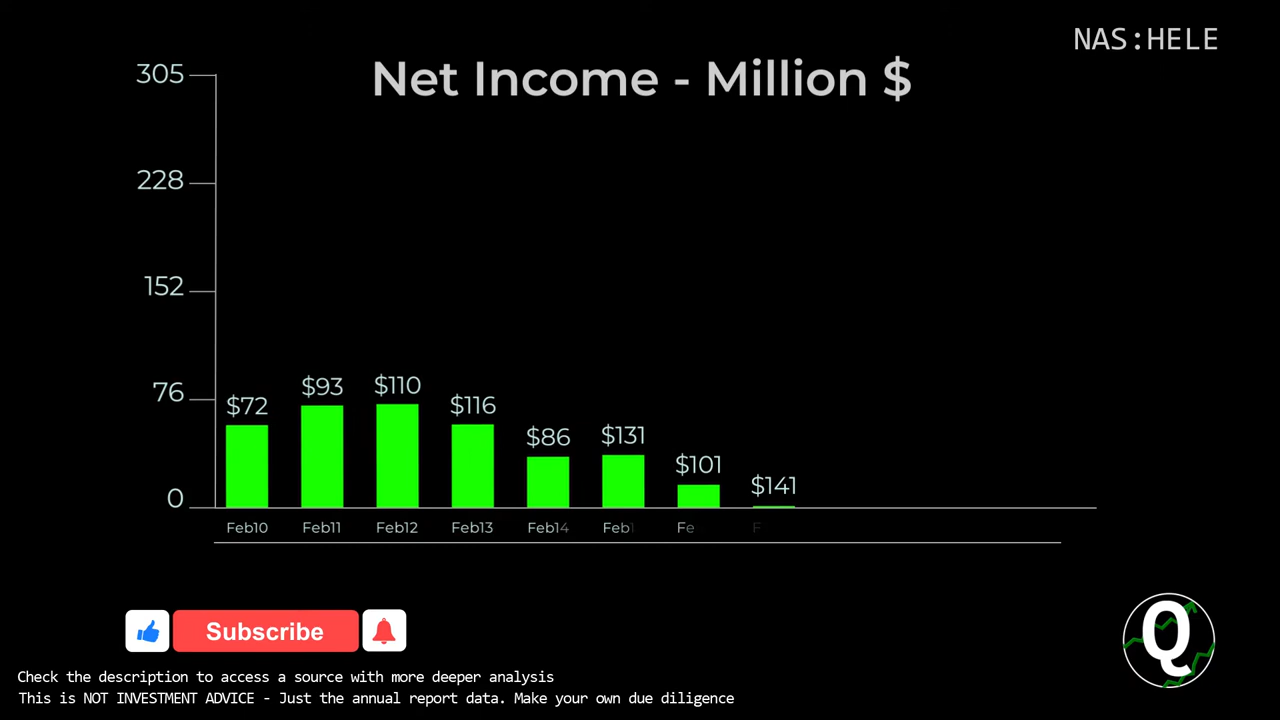 NAS:HELE
Net Income - Million $
305
228
152
76
0
$72 $93 $110 $116 $86 $131 $101 $141
Feb10 Feb11 Feb12 Feb13 Feb14 Feb1 Fe F
Subscribe
Q
Check the description to access a source with more deeper analysis
This is NOT INVESTMENT ADVICE - Just the annual report data. Make your own due diligence